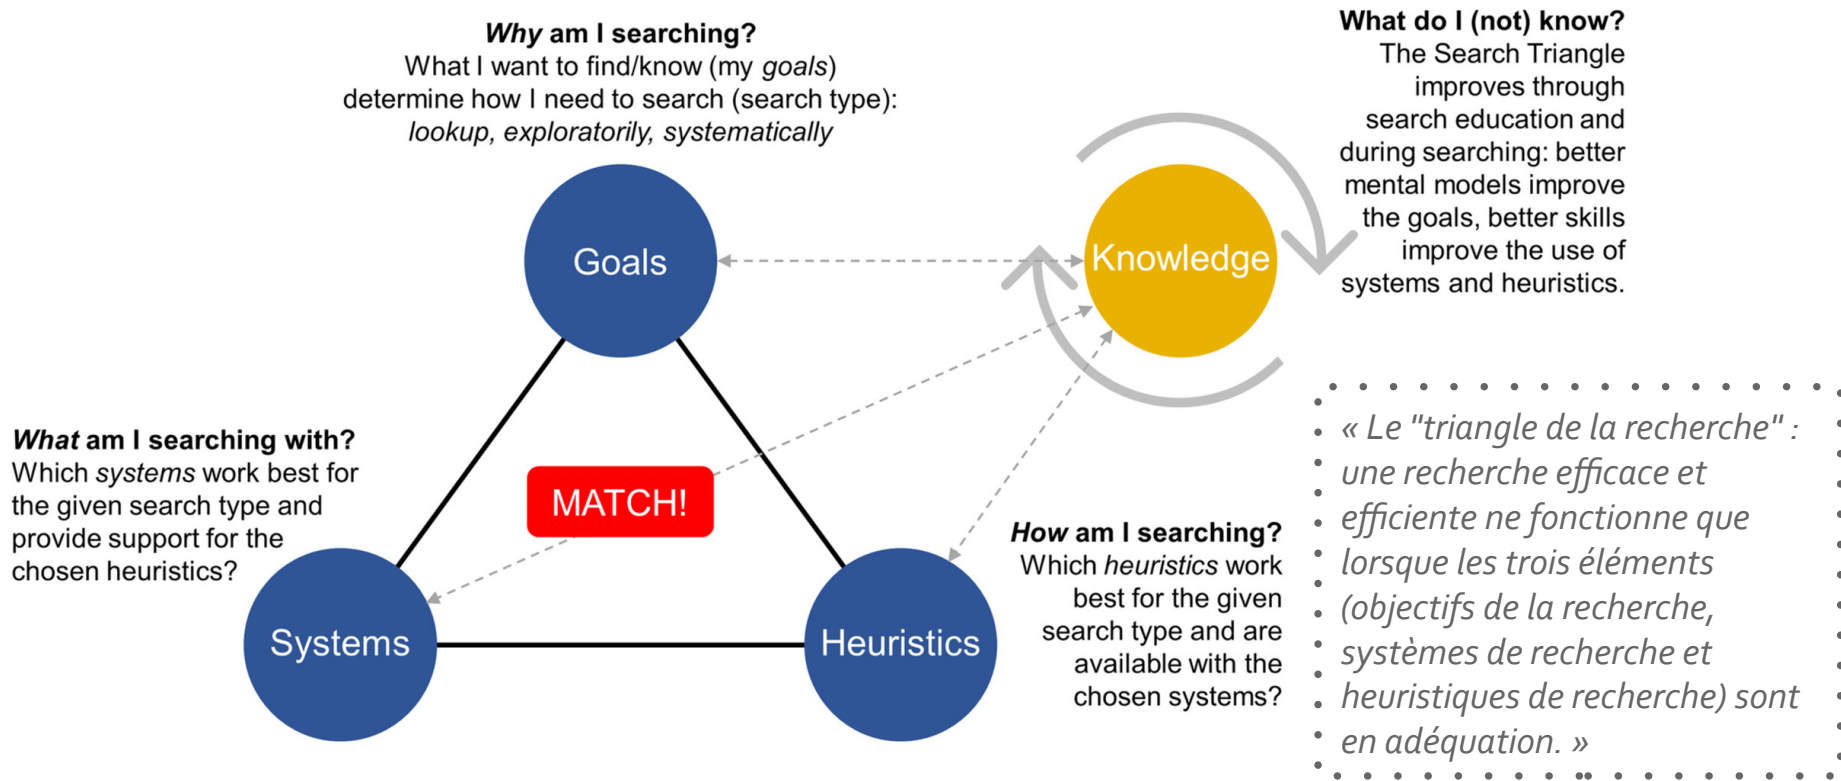 Why am I searching?
What I want to find/know (my goals)
determine how I need to search (search type):
lookup, exploratorily, systematically
What do I (not) know?
The Search Triangle
improves through
search education and
during searching: better
mental models improve
the goals, better skills
improve the use of
systems and heuristics.
Goals
Knowledge
What am I searching with?
Which systems work best for
the given search type and
provide support for the
chosen heuristics?
MATCH!
Systems
Heuristics
How am I searching?
Which heuristics work
best for the given
search type and are
available with the
chosen systems?
« Le "triangle de la recherche" :
une recherche efficace et
efficiente ne fonctionne que
lorsque les trois éléments
(objectifs de la recherche,
systèmes de recherche et
heuristiques de recherche) sont
en adéquation. »